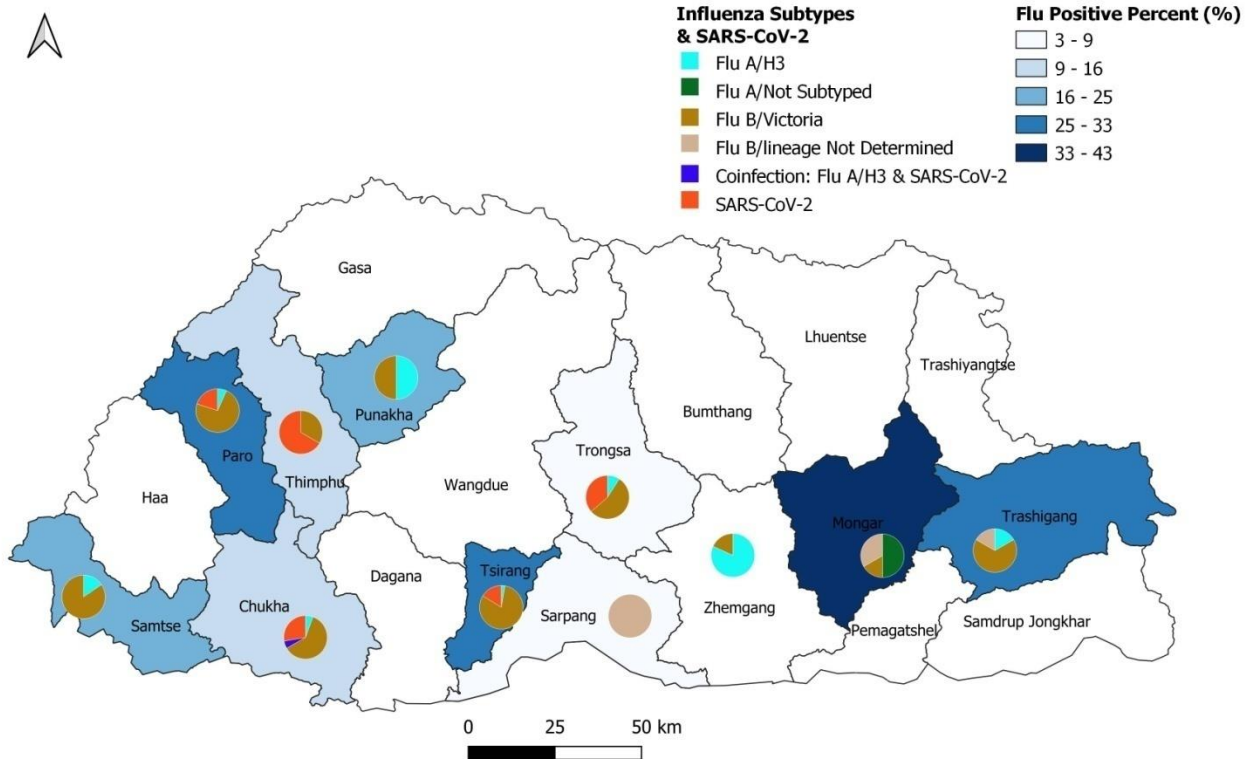 Influenza Subtypes
& SARS-CoV-2
Flu A/H3
Flu A/Not Subtyped
Flu B/Victoria
Flu B/lineage Not Determined
Coinfection: Flu A/H3 & SARS-CoV-2
SARS-CoV-2
Flu Positive Percent (%)
3 - 9
9 - 16
16 - 25
25 - 33
33 - 43
Gasa
Lhuentse
Trashiyangtse
Punakha
Bumthang
Paro
Trongsa
Thimphu
Wangdue
Haa
Mongar
Trashigang
Tsirang
Dagana
Chukha
Zhemgang
Sarpang
Samtse
Samdrup Jongkhar
Pemagatshel
0 25 50 km